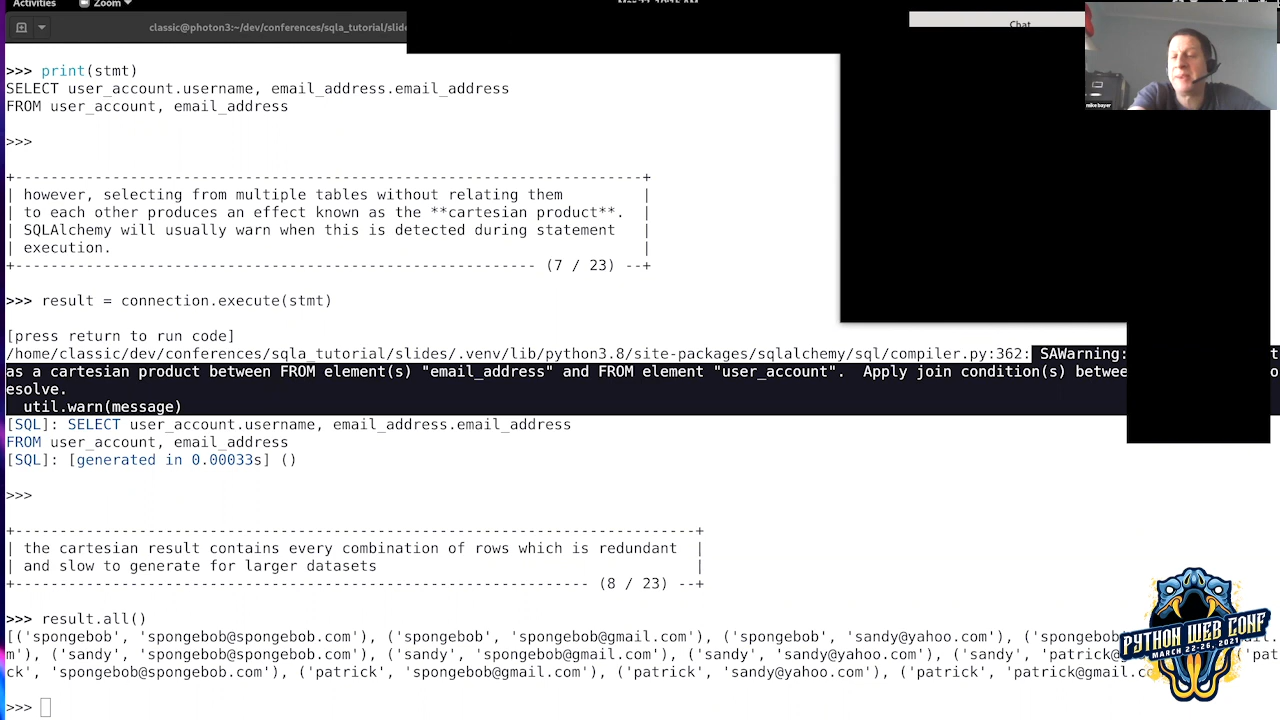 Activities Zoom
classic@photon3:~/dev/conferences/sqla_tutorial/slide
Chat
mike bayer
>>> print(stmt)
SELECT user_account.username, email_address.email_address
FROM user_account, email_address
>>>
+-----------------------------------------------------------------------+
| however, selecting from multiple tables without relating them |
| to each other produces an effect known as the **cartesian product**. |
| SQLAlchemy will usually warn when this is detected during statement |
| execution. |
+----------------------------------------------------------- (7 / 23) --+
>>> result = connection.execute(stmt)
[press return to run code]
/home/classic/dev/conferences/sqla_tutorial/slides/.venv/lib/python3.8/site-packages/sqlalchemy/sql/compiler.py:362: SAWarning:
as a cartesian product between FROM element(s) "email_address" and FROM element "user_account". Apply join condition(s) betwee
esolve.
util.warn(message)
[SQL]: SELECT user_account.username, email_address.email_address
FROM user_account, email_address
[SQL]: [generated in 0.00033s] ()
>>>
+-----------------------------------------------------------------------------+
| the cartesian result contains every combination of rows which is redundant |
| and slow to generate for larger datasets |
+----------------------------------------------------------------- (8 / 23) --+
>>> result.all()
[('spongebob', 'spongebob@spongebob.com'), ('spongebob', 'spongebob@gmail.com'), ('spongebob', 'sandy@yahoo.com'), ('spongebob
m'), ('sandy', 'spongebob@spongebob.com'), ('sandy', 'spongebob@gmail.com'), ('sandy', 'sandy@yahoo.com'), ('sandy', 'patrick@
ck', 'spongebob@spongebob.com'), ('patrick', 'spongebob@gmail.com'), ('patrick', 'sandy@yahoo.com'), ('patrick', 'patrick@gmail.co
>>>
PYTHON WEB CONF
MARCH 22-26, 2021